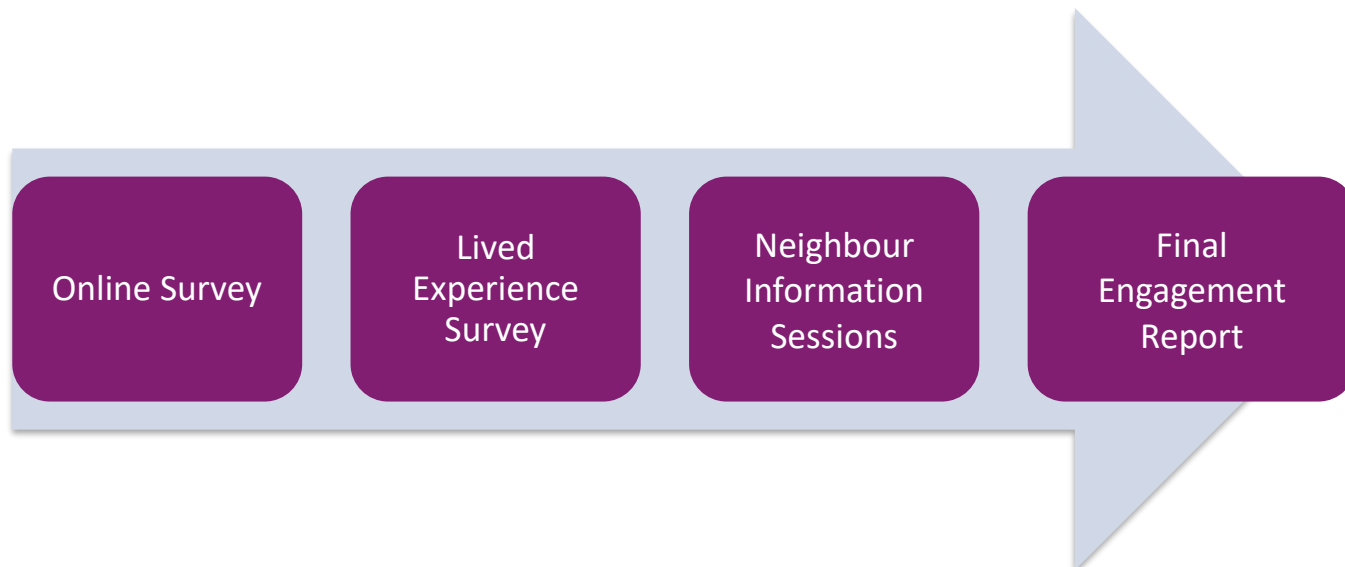 Online Survey
Lived
Experience
Survey
Neighbour
Information
Sessions
Final
Engagement
Report